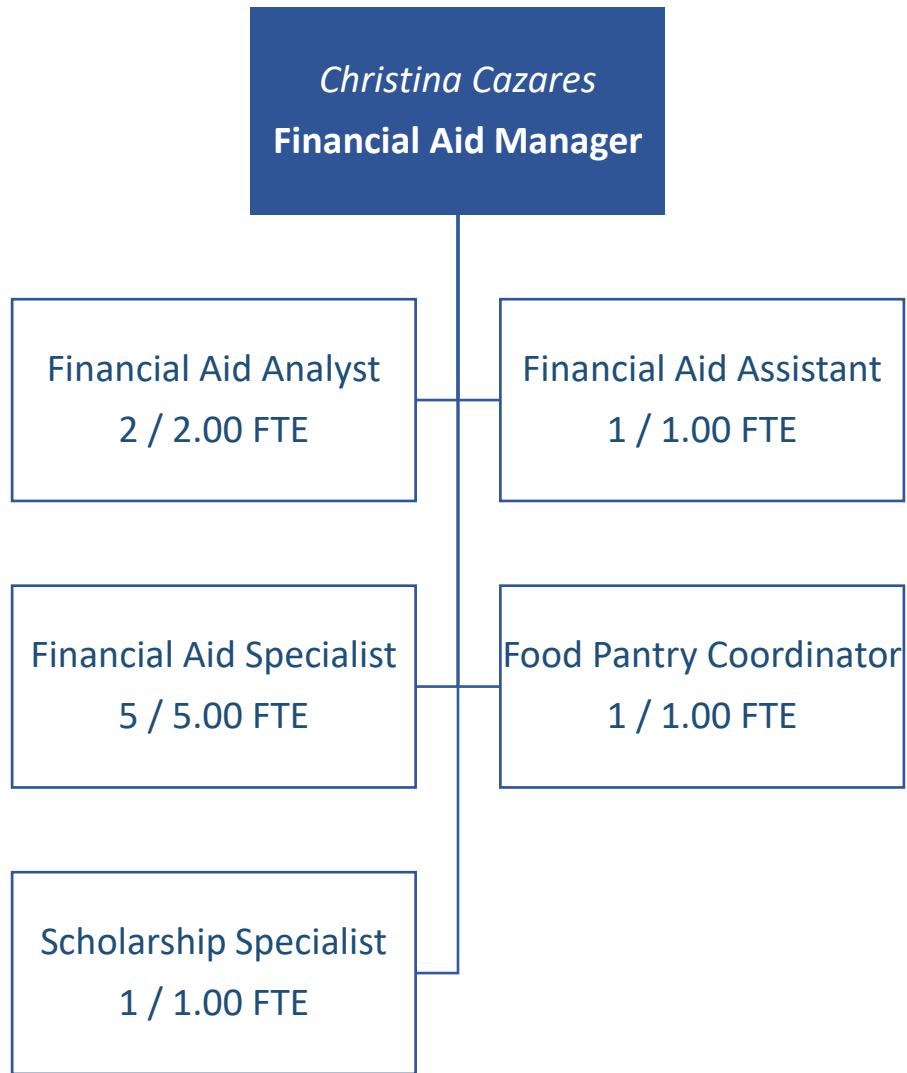 Christina Cazares
Financial Aid Manager
Financial Aid Analyst
2 / 2.00 FTE
Financial Aid Assistant
1 / 1.00 FTE
Financial Aid Specialist
5 / 5.00 FTE
Food Pantry Coordinator
1 / 1.00 FTE
Scholarship Specialist
1 / 1.00 FTE